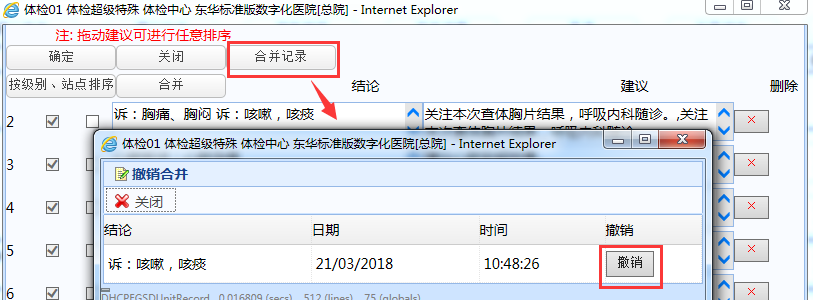 体检01 体检超级特殊 体检中心 东华标准版数字化医院[总院] - Internet Explorer
注: 拖动建议可进行任意排序
确定 关闭 合并记录
按级别、站点排序 合并 结论 建议 删除
2 诉：胸痛、胸闷 诉：咳嗽，咳痰 关注本次查体胸片结果，呼吸内科随诊。,关注
体检01 体检超级特殊 体检中心 东华标准版数字化医院[总院] - Internet Explorer
3
撤销合并
4
关闭
结论 日期 时间 撤销
5
诉：咳嗽，咳痰 21/03/2018 10:48:26 撤销
6
DHCPEGSDUnitRecord 0.016809 (secs) 512 (lines) 75 (globals)